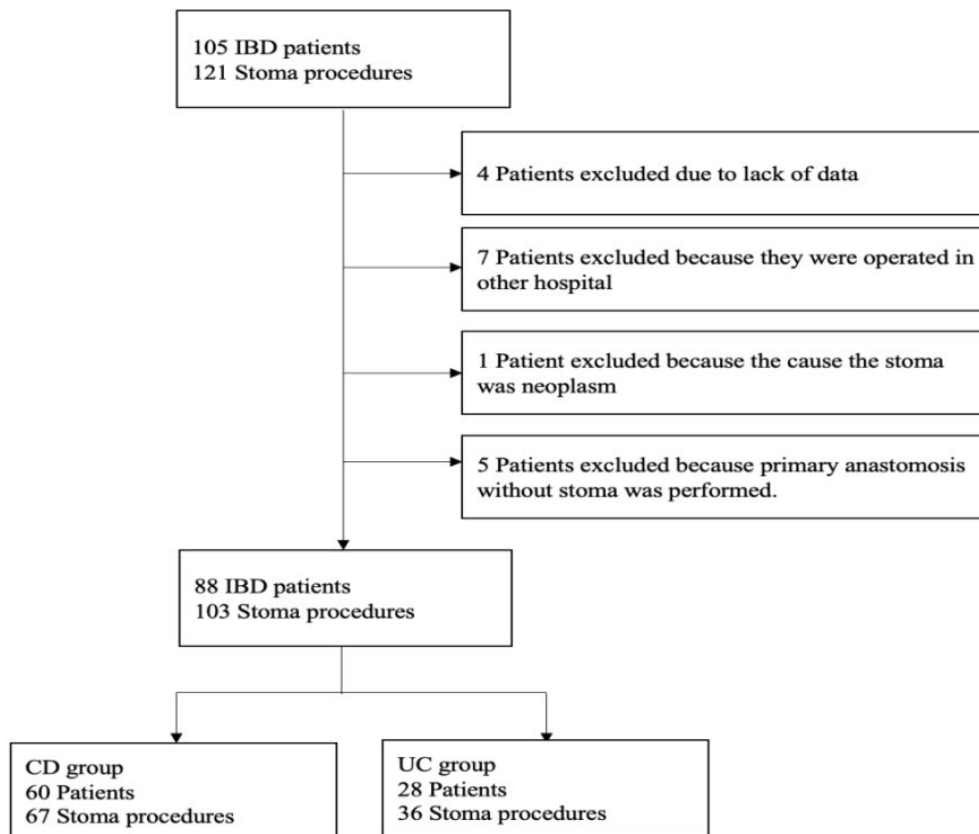 105 IBD patients
121 Stoma procedures
4 Patients excluded due to lack of data
7 Patients excluded because they were operated in
other hospital
1 Patient excluded because the cause the stoma
was neoplasm
5 Patients excluded because primary anastomosis
without stoma was performed.
88 IBD patients
103 Stoma procedures
CD group
60 Patients
67 Stoma procedures
UC group
28 Patients
36 Stoma procedures